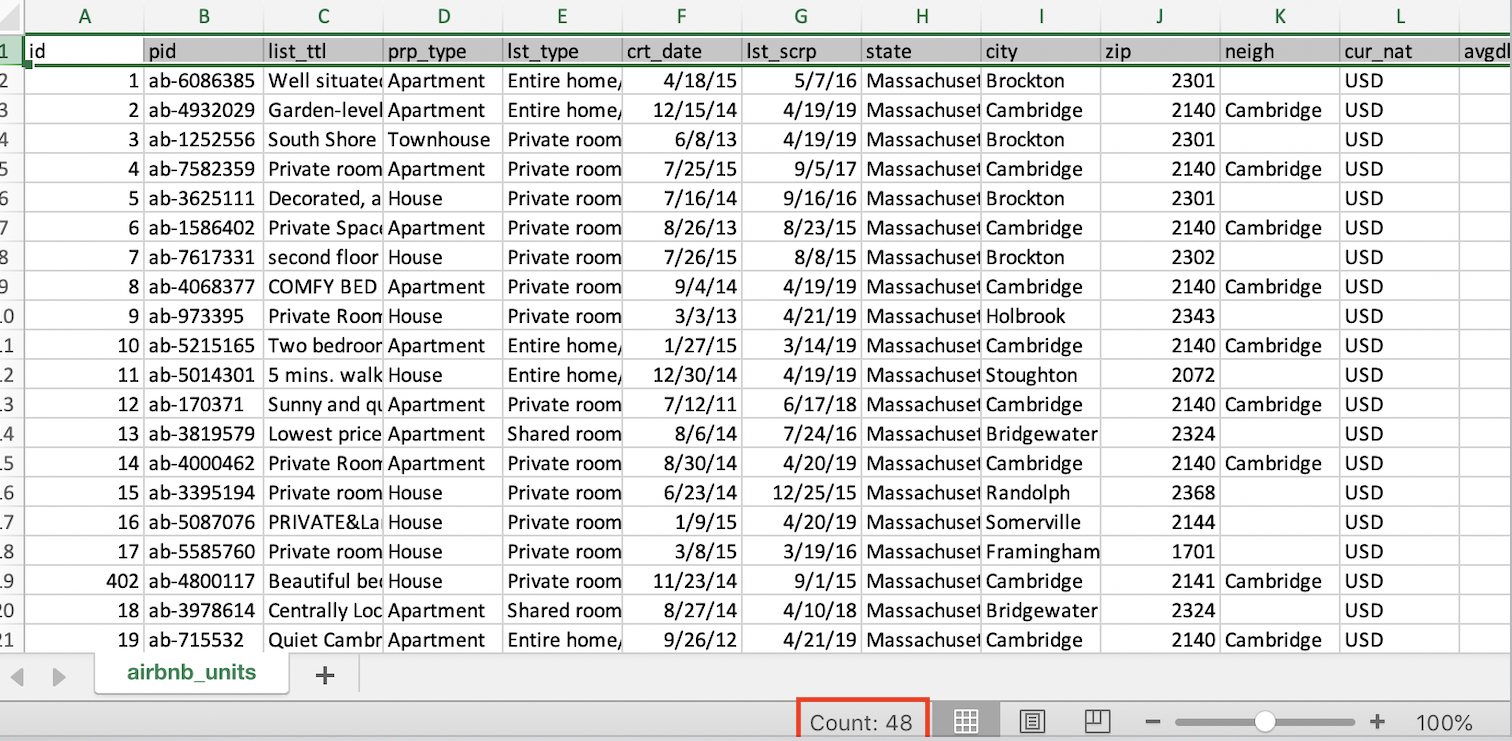 A B C D E F G H I J K L
1 id pid list_ttl prp_type lst_type crt_date lst_scrp state city zip neigh cur_nat avgdl
2 1 ab-6086385 Well situated Apartment Entire home/ 4/18/15 5/7/16 Massachuset Brockton 2301 USD
3 2 ab-4932029 Garden-level Apartment Entire home/ 12/15/14 4/19/19 Massachuset Cambridge 2140 Cambridge USD
4 3 ab-1252556 South Shore Townhouse Private room 6/8/13 4/19/19 Massachuset Brockton 2301 USD
5 4 ab-7582359 Private room Apartment Private room 7/25/15 9/5/17 Massachuset Cambridge 2140 Cambridge USD
6 5 ab-3625111 Decorated, a House Private room 7/16/14 9/16/16 Massachuset Brockton 2301 USD
7 6 ab-1586402 Private Space Apartment Private room 8/26/13 8/23/15 Massachuset Cambridge 2140 Cambridge USD
8 7 ab-7617331 second floor House Private room 7/26/15 8/8/15 Massachuset Brockton 2302 USD
9 8 ab-4068377 COMFY BED Apartment Private room 9/4/14 4/19/19 Massachuset Cambridge 2140 Cambridge USD
.0 9 ab-973395 Private Room House Private room 3/3/13 4/21/19 Massachuset Holbrook 2343 USD
.1 10 ab-5215165 Two bedroor Apartment Entire home/ 1/27/15 3/14/19 Massachuset Cambridge 2140 Cambridge USD
.2 11 ab-5014301 5 mins. walk House Entire home/ 12/30/14 4/19/19 Massachuset Stoughton 2072 USD
.3 12 ab-170371 Sunny and qu Apartment Private room 7/12/11 6/17/18 Massachuset Cambridge 2140 Cambridge USD
.4 13 ab-3819579 Lowest price Apartment Shared room 8/6/14 7/24/16 Massachuset Bridgewater 2324 USD
.5 14 ab-4000462 Private Room Apartment Private room 8/30/14 4/20/19 Massachuset Cambridge 2140 Cambridge USD
.6 15 ab-3395194 Private room House Private room 6/23/14 12/25/15 Massachuset Randolph 2368 USD
.7 16 ab-5087076 PRIVATE&Lar House Private room 1/9/15 4/20/19 Massachuset Somerville 2144 USD
.8 17 ab-5585760 Private room House Private room 3/8/15 3/19/16 Massachuset Framingham 1701 USD
.9 402 ab-4800117 Beautiful bed House Private room 11/23/14 9/1/15 Massachuset Cambridge 2141 Cambridge USD
20 18 ab-3978614 Centrally Loc Apartment Shared room 8/27/14 4/10/18 Massachuset Bridgewater 2324 USD
21 19 ab-715532 Quiet Cambr Apartment Entire home/ 9/26/12 4/21/19 Massachuset Cambridge 2140 Cambridge USD
airbnb_units +
Count: 48 − + 100%